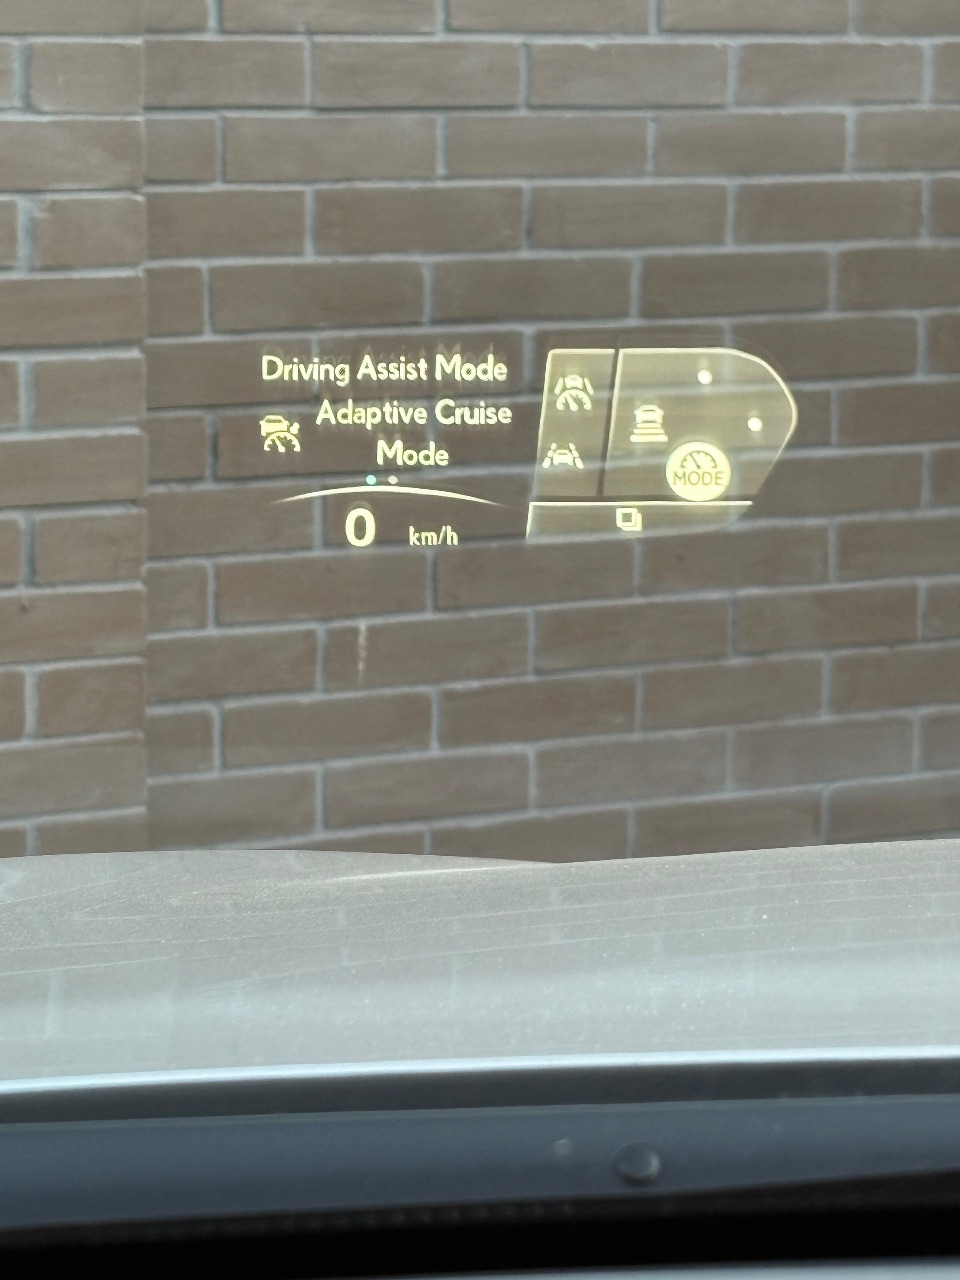 Driving Assist Mode
Adaptive Cruise
Mode
0 km/h
MODE